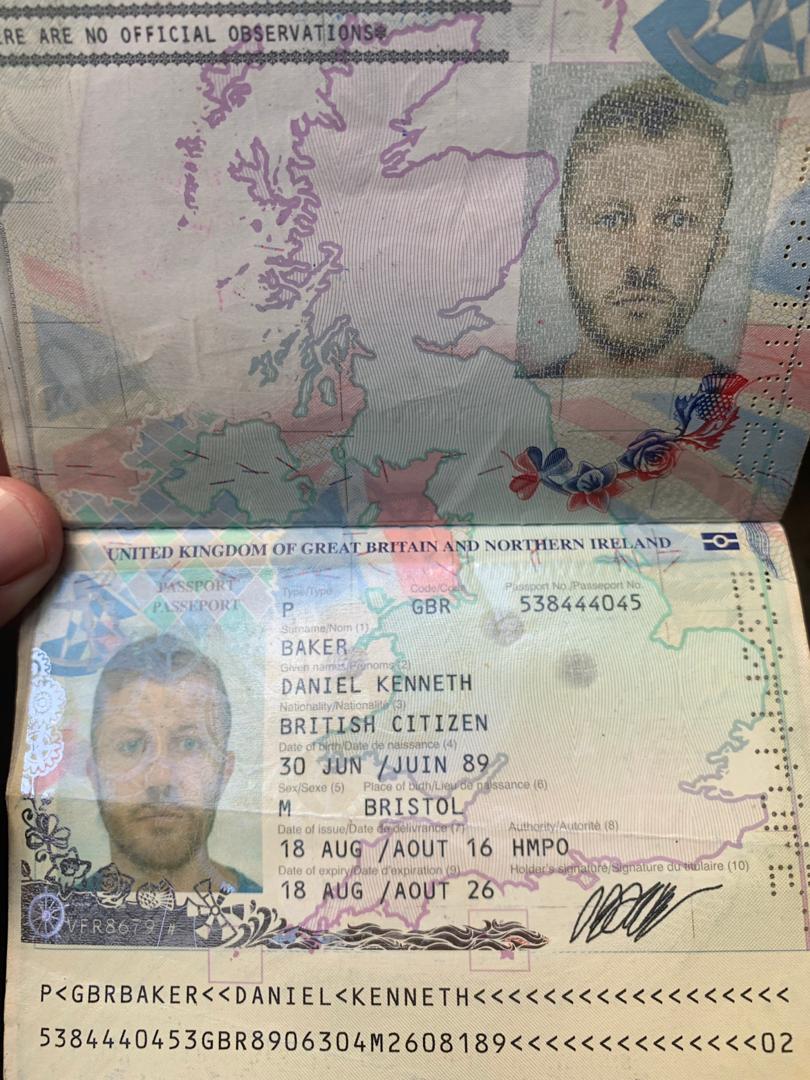 ERE ARE NO OFFICIAL OBSERVATIONS*
UNITED KINGDOM OF GREAT BRITAIN AND NORTHERN IRELAND
PASSPORT
PASSEPORT
Type/Type Code/Code Passport No./Passeport No.
P GBR 538444045
Surname/Nom (1)
BAKER
Given names/Prénoms (2)
DANIEL KENNETH
Nationality/Nationalité (3)
BRITISH CITIZEN
Date of birth/Date de naissance (4)
30 JUN /JUIN 89
Sex/Sexe (5) Place of birth/Lieu de naissance (6)
M BRISTOL
Date of issue/Date de délivrance (7) Authority/Autorité (8)
18 AUG /AOUT 16 HMPO
Date of expiry/Date d'expiration (9) Holder's signature/Signature du titulaire (10)
18 AUG /AOUT 26
P<GBRBAKER<<DANIEL<KENNETH<<<<<<<<<<<<<<<<<<
5384440453GBR8906304M2608189<<<<<<<<<<<<<<02